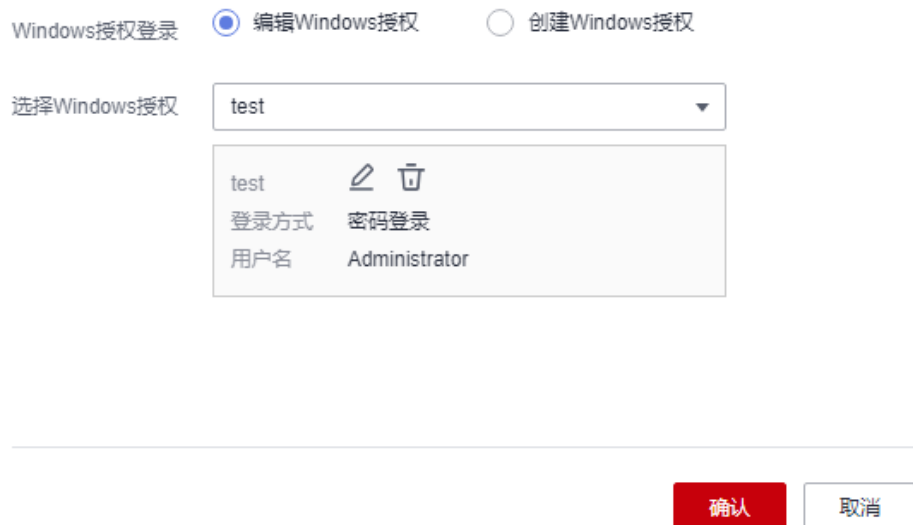 Windows授权登录 编辑Windows授权 创建Windows授权
选择Windows授权 test
test
登录方式 密码登录
用户名 Administrator
确认 取消